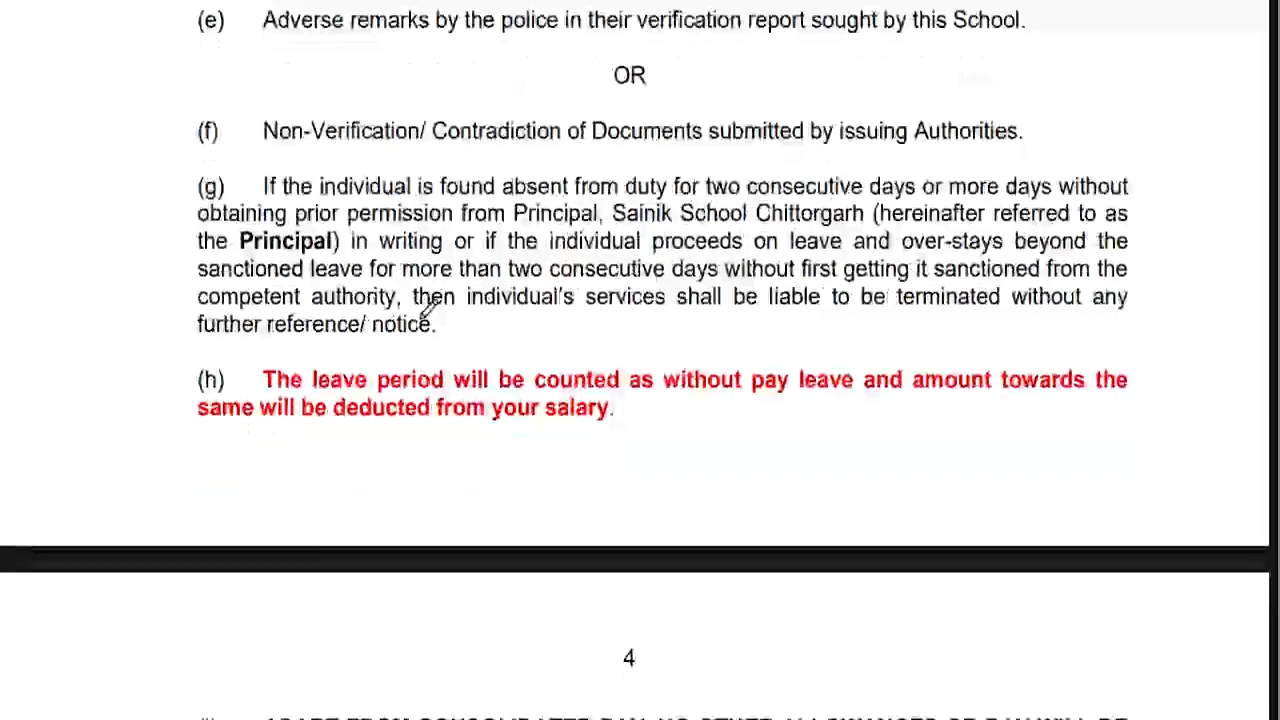 (e) Adverse remarks by the police in their verification report sought by this School.
OR
(f) Non-Verification/ Contradiction of Documents submitted by issuing Authorities.
(g) If the individual is found absent from duty for two consecutive days or more days without
obtaining prior permission from Principal, Sainik School Chittorgarh (hereinafter referred to as
the Principal) in writing or if the individual proceeds on leave and over-stays beyond the
sanctioned leave for more than two consecutive days without first getting it sanctioned from the
competent authority, then individual's services shall be liable to be terminated without any
further reference/ notice.
(h) The leave period will be counted as without pay leave and amount towards the
same will be deducted from your salary.
4